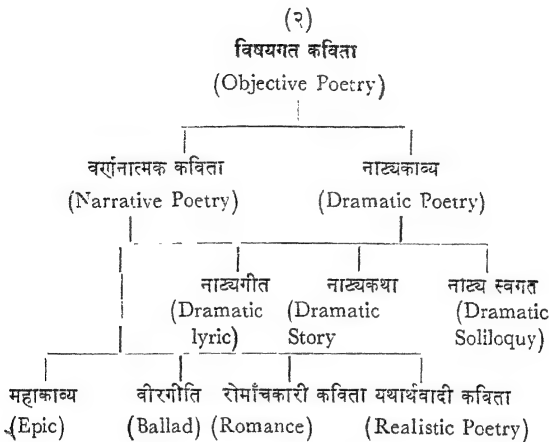 (२)
विषयगत कविता
(Objective Poetry)
वर्णनात्मक कविता नाट्यकाव्य
(Narrative Poetry) (Dramatic Poetry)
नाट्यगीत नाट्यकथा नाट्य स्वगत
(Dramatic (Dramatic (Dramatic
lyric) Story Soliloquy)
महाकाव्य वीरगीति रोमाँचकारी कविता यथार्थवादी कविता
(Epic) (Ballad) (Romance) (Realistic Poetry)